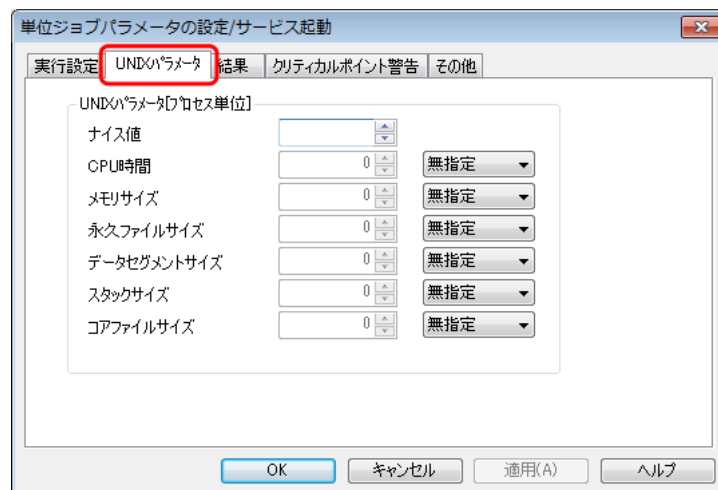 単位ジョブパラメータの設定/サービス起動
実行設定 UNIXパラメータ 結果 クリティカルポイント警告 その他
UNIXパラメータ[プロセス単位]
ナイス値
CPU時間 0 無指定
メモリサイズ 0 無指定
永久ファイルサイズ 0 無指定
データセグメントサイズ 0 無指定
スタックサイズ 0 無指定
コアファイルサイズ 0 無指定
OK キャンセル 適用(A) ヘルプ